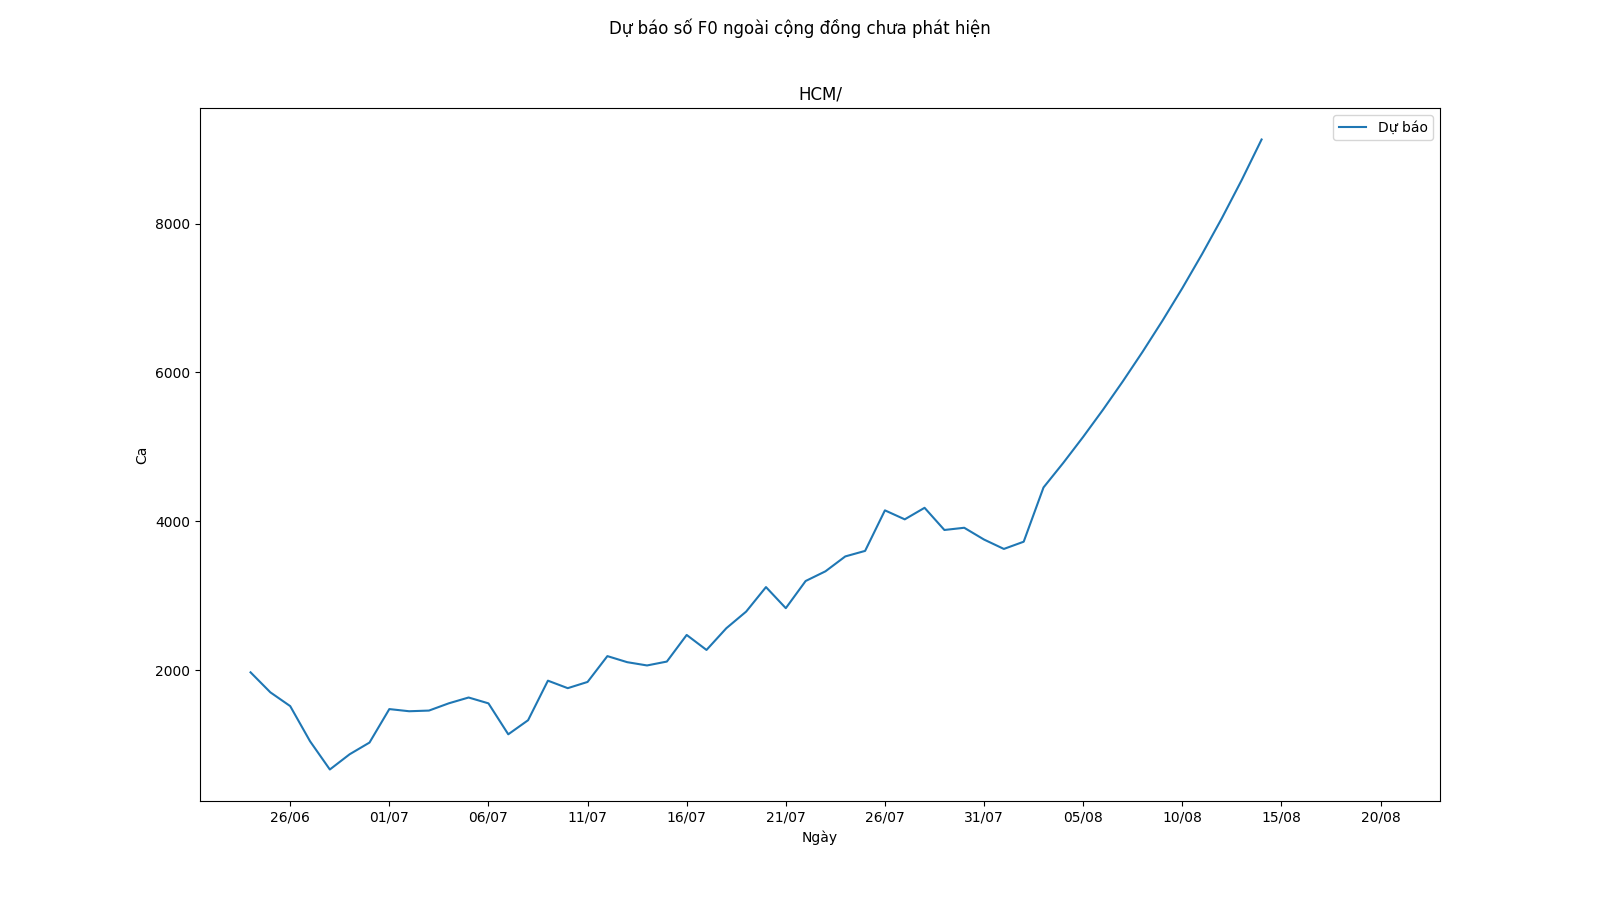 Dự báo số F0 ngoài cộng đồng chưa phát hiện
HCM/
Dự báo
8000
6000
4000
2000
Ca
26/06 01/07 06/07 11/07 16/07 21/07 26/07 31/07 05/08 10/08 15/08 20/08
Ngày